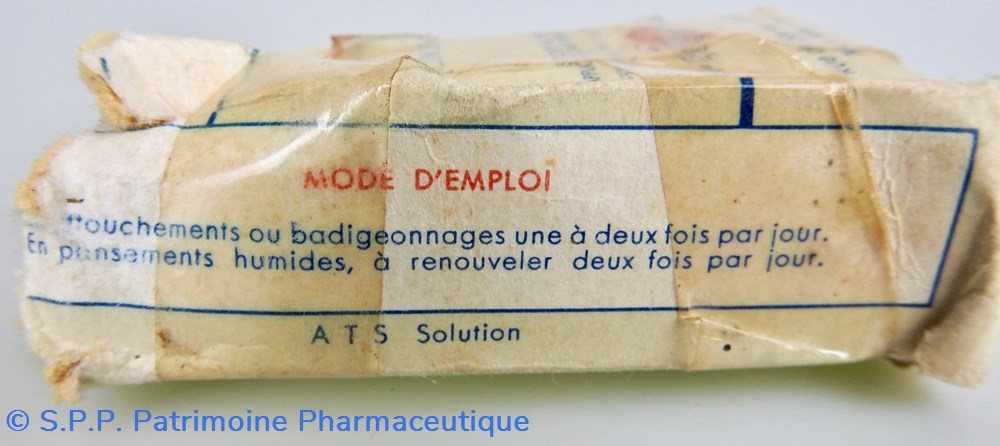 MODE D'EMPLOI
ttouchements ou badigeonnages une à deux fois par jour.
En pansements humides, à renouveler deux fois par jour.
A T S Solution
© S.P.P. Patrimoine Pharmaceutique